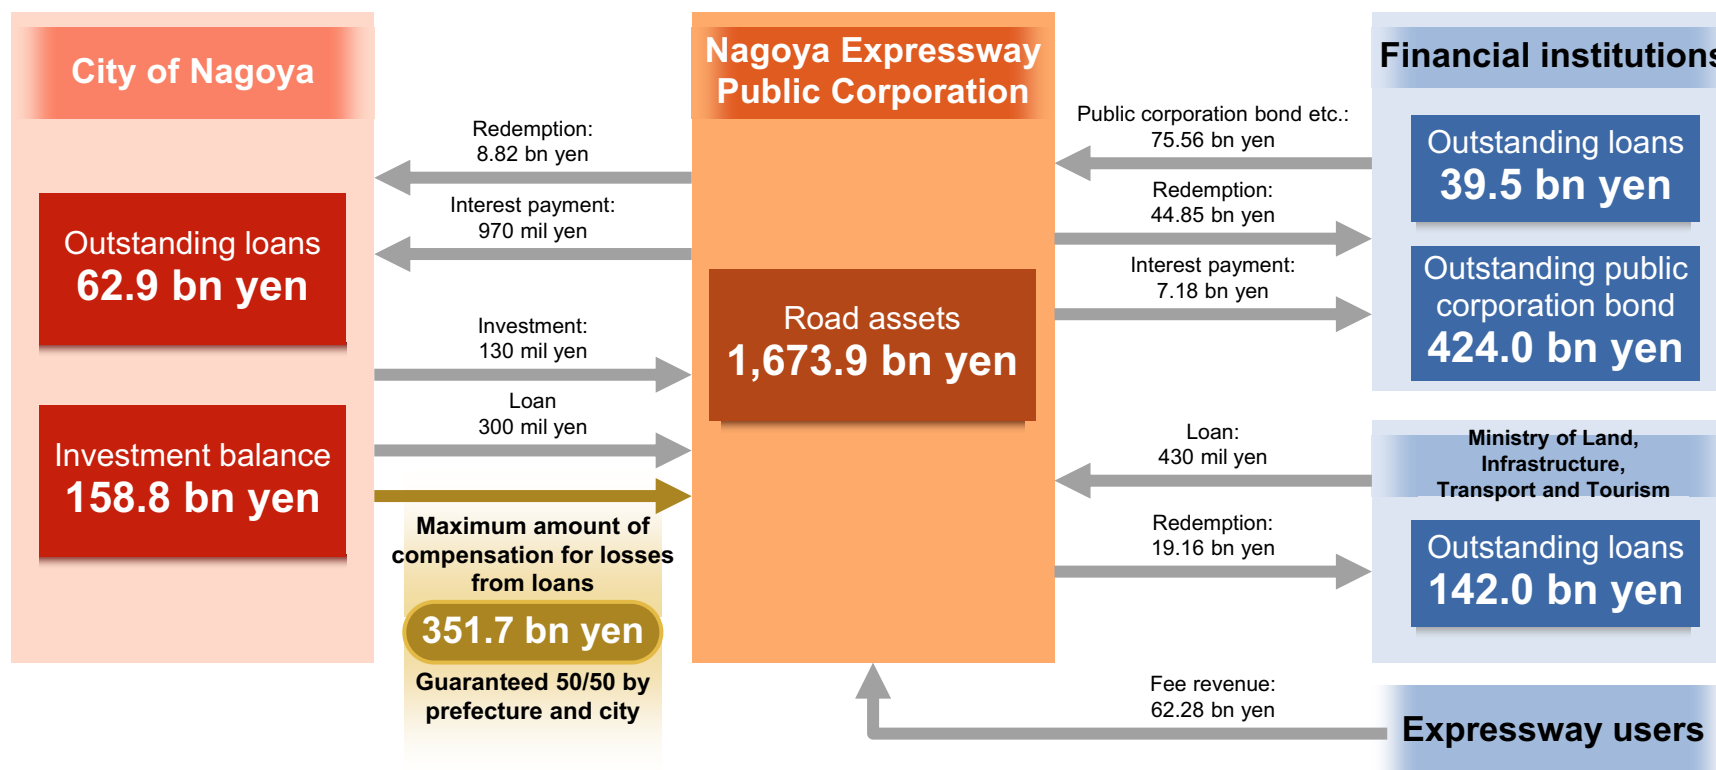 City of Nagoya
Outstanding loans
62.9 bn yen
Investment balance
158.8 bn yen
Redemption:
8.82 bn yen
Interest payment:
970 mil yen
Investment:
130 mil yen
Loan
300 mil yen
Maximum amount of
compensation for losses
from loans
351.7 bn yen
Guaranteed 50/50 by
prefecture and city
Nagoya Expressway
Public Corporation
Road assets
1,673.9 bn yen
Public corporation bond etc.:
75.56 bn yen
Redemption:
44.85 bn yen
Interest payment:
7.18 bn yen
Loan:
430 mil yen
Redemption:
19.16 bn yen
Fee revenue:
62.28 bn yen
Financial institutions
Outstanding loans
39.5 bn yen
Outstanding public
corporation bond
424.0 bn yen
Ministry of Land,
Infrastructure,
Transport and Tourism
Outstanding loans
142.0 bn yen
Expressway users